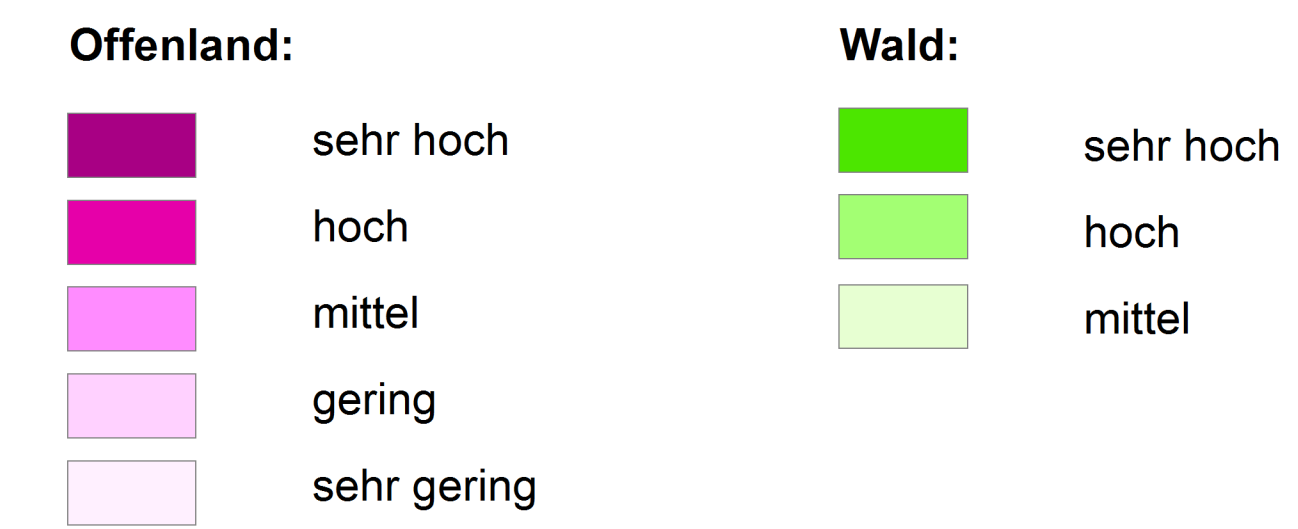 Offenland:
sehr hoch
hoch
mittel
gering
sehr gering
Wald:
sehr hoch
hoch
mittel